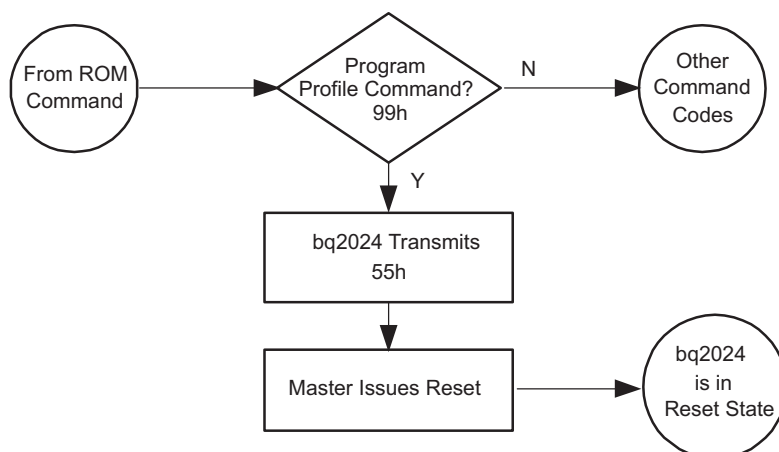 From ROM
Command
Program
Profile Command?
99h
N
Other
Command
Codes
Y
bq2024 Transmits
55h
Master Issues Reset
bq2024
is in
Reset State